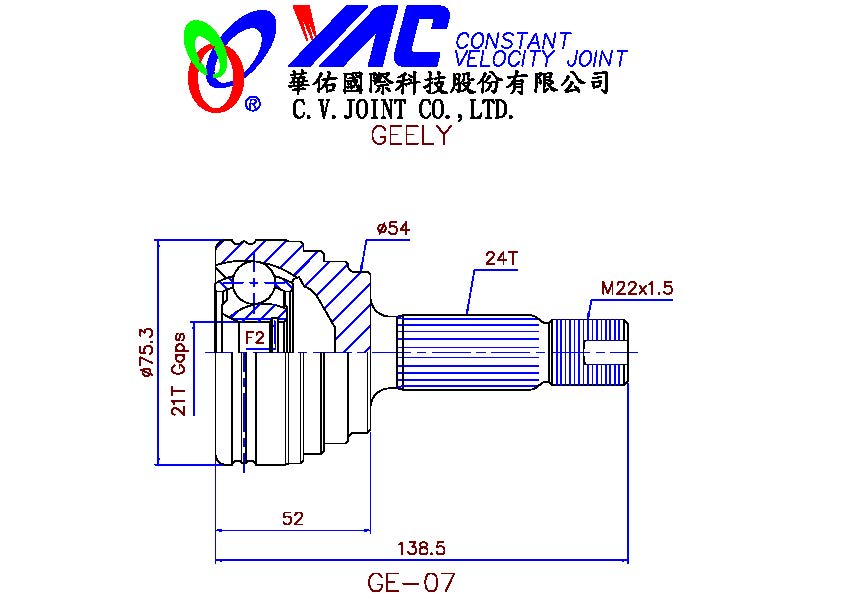 YAC CONSTANT
VELOCITY JOINT
華佑國際科技股份有限公司
®
C.V.JOINT CO.,LTD.
GEELY
ø54
24T
M22x1.5
ø75.3
21T Gaps
F2
52
138.5
GE-07